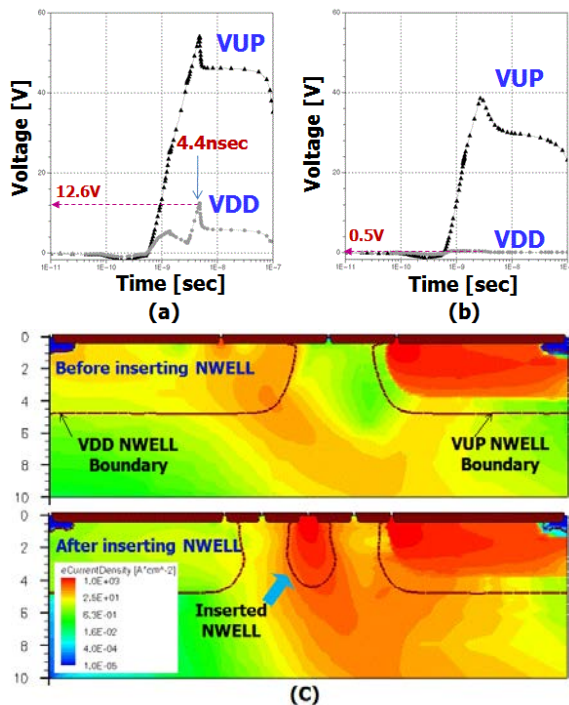 60
40
20
0
Voltage [V]
VUP
4.4nsec
12.6V
VDD
1E-11
1E-10
1E-9
1E-8
1E-7
Time [sec]
(a)
60
40
20
0
Voltage [V]
VUP
0.5V
VDD
1E-11
1E-10
1E-9
1E-8
Time [sec]
(b)
0
2
4
6
8
10
Before inserting NWELL
VDD NWELL
Boundary
VUP NWELL
Boundary
0
2
4
6
8
10
After inserting NWELL
eCurrentDensity [A*cm^-2]
1.0E+03
2.5E+01
6.3E-01
1.6E-02
4.0E-04
1.0E-05
Inserted
NWELL
(C)